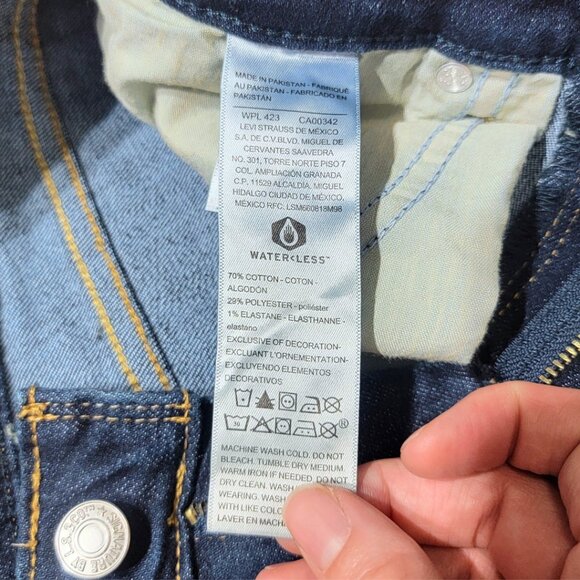 MADE IN PAKISTAN - FABRIQUÉ
AU PAKISTAN - FABRICADO EN
PAKISTÁN
WPL 423 CA00342
LEVI STRAUSS DE MÉXICO
S.A. DE C.V.BLVD. MIGUEL DE
CERVANTES SAAVEDRA
NO. 301, TORRE NORTE PISO 7
COL. AMPLIACIÓN GRANADA
C.P. 11529 ALCALDÍA. MIGUEL
HIDALGO CIUDAD DE MÉXICO
MÉXICO RFC. LSM660818M98
WATER<LESS™
70% COTTON - COTON -
ALGODÓN
29% POLYESTER - poliéster
1% ELASTANE - ELASTHANNE -
elastano
EXCLUSIVE OF DECORATION-
EXCLUANT L'ORNEMENTATION-
EXCLUYENDO ELEMENTOS
DECORATIVOS
30
MACHINE WASH COLD. DO NOT
BLEACH. TUMBLE DRY MEDIUM.
WARM IRON IF NEEDED. DO NOT
DRY CLEAN. WASH
WEARING. WASH
WITH LIKE COLO
LAVER EN MACH